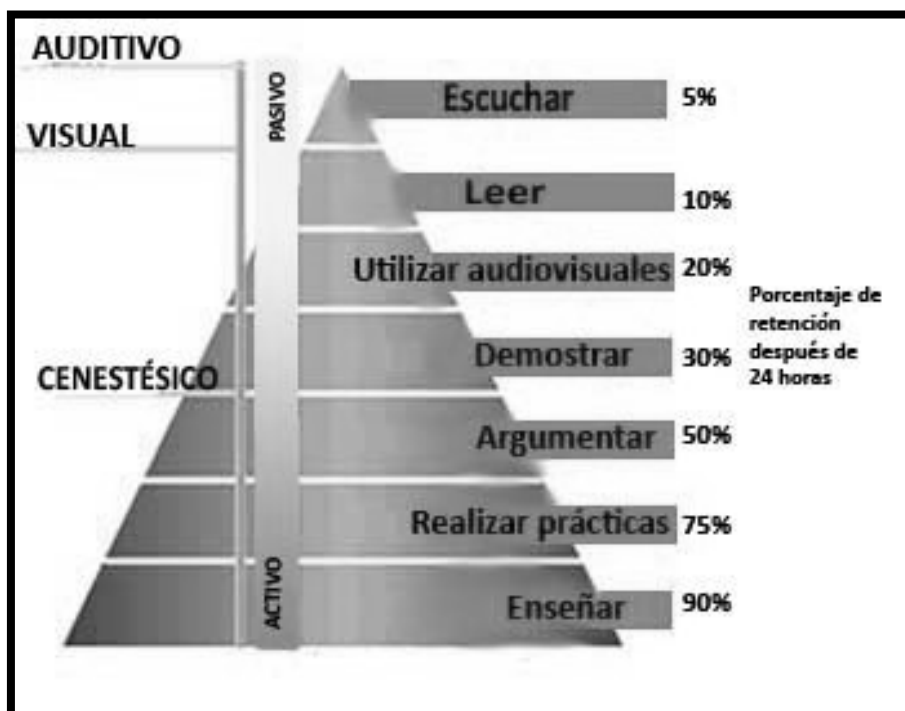 AUDITIVO
VISUAL
CENESTÉSICO
PASIVO
ACTIVO
Escuchar 5%
Leer 10%
Utilizar audiovisuales 20%
Demostrar 30%
Argumentar 50%
Realizar prácticas 75%
Enseñar 90%
Porcentaje de
retención
después de
24 horas